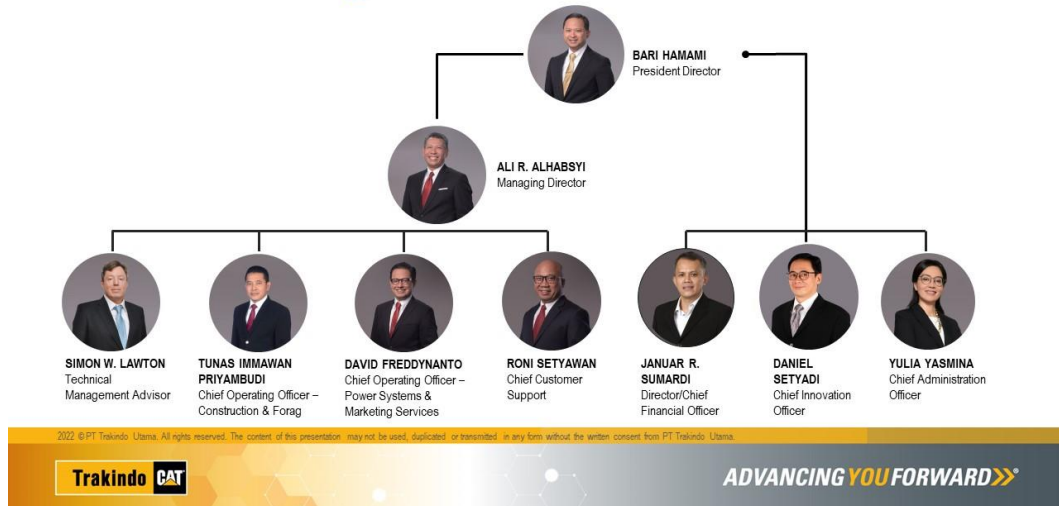 BARI HAMAMI
President Director
ALI R. ALHABSYI
Managing Director
SIMON W. LAWTON
Technical
Management Advisor
TUNAS IMMAWAN
PRIYAMBUDI
Chief Operating Officer –
Construction & Forag
DAVID FREDDYNANTO
Chief Operating Officer –
Power Systems &
Marketing Services
RONI SETYAWAN
Chief Customer
Support
JANUAR R.
SUMARDI
Director/Chief
Financial Officer
DANIEL
SETYADI
Chief Innovation
Officer
YULIA YASMINA
Chief Administration
Officer
2022 © PT Trakindo Utama. All rights reserved. The content of this presentation may not be used, duplicated or transmitted in any form without the written consent from PT Trakindo Utama.
Trakindo CAT
ADVANCING YOU FORWARD®